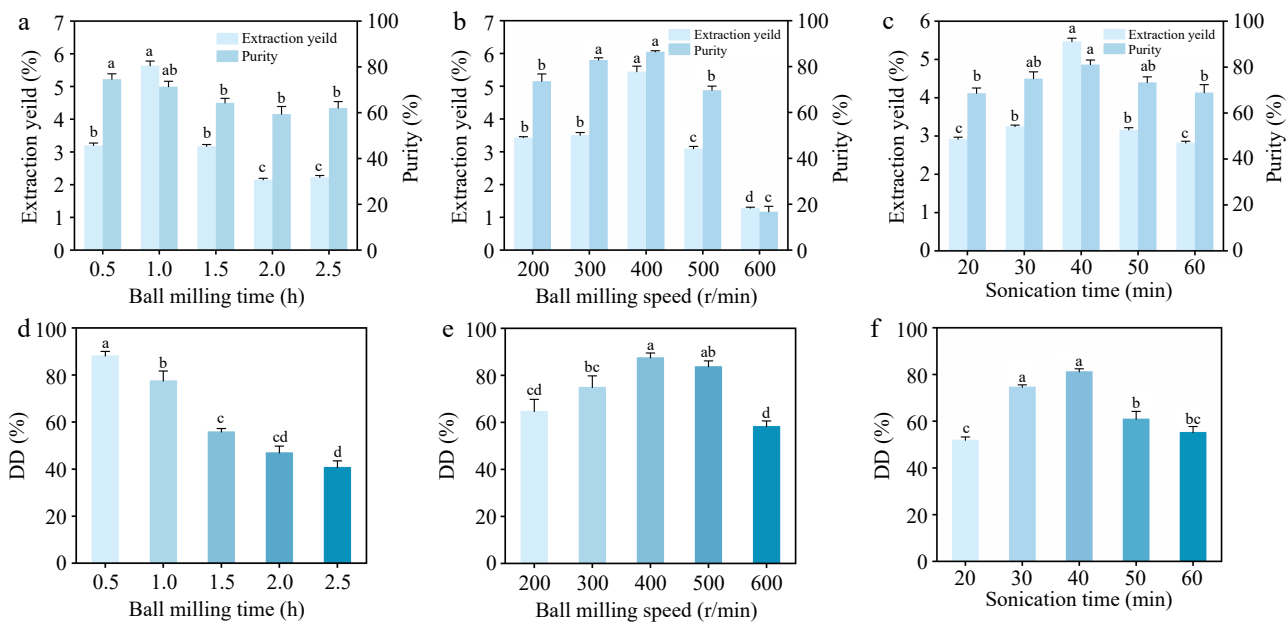 a
Extraction yeild (%)
7
6
5
4
3
2
1
0
100
80
60
40
20
0
Purity (%)
Extraction yeild
Purity
b a
a ab
b b
c b
c b
0.5 1.0 1.5 2.0 2.5
Ball milling time (h)
b
Extraction yeild (%)
7
6
5
4
3
2
1
0
100
80
60
40
20
0
Purity (%)
Extraction yeild
Purity
b b
b a
a a
c b
d c
200 300 400 500 600
Ball milling speed (r/min)
c
Extraction yeild (%)
6
5
4
3
2
1
0
100
80
60
40
20
0
Purity (%)
Extraction yeild
Purity
c b
b ab
a a
b ab
c b
20 30 40 50 60
Sonication time (min)
d
DD (%)
100
80
60
40
20
0
a b c cd d
0.5 1.0 1.5 2.0 2.5
Ball milling time (h)
e
DD (%)
100
80
60
40
20
0
cd bc a ab d
200 300 400 500 600
Ball milling speed (r/min)
f
DD (%)
100
80
60
40
20
0
c a a b bc
20 30 40 50 60
Sonication time (min)